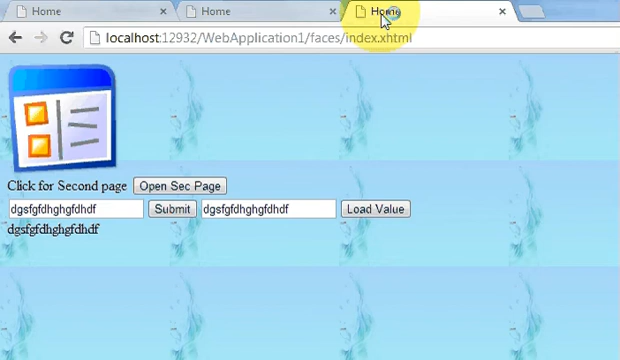 Home Home Home
localhost:12932/WebApplication1/faces/index.xhtml
Click for Second page Open Sec Page
dgsfgfdhghgfdhdf Submit dgsfgfdhghgfdhdf Load Value
dgsfgfdhghgfdhdf